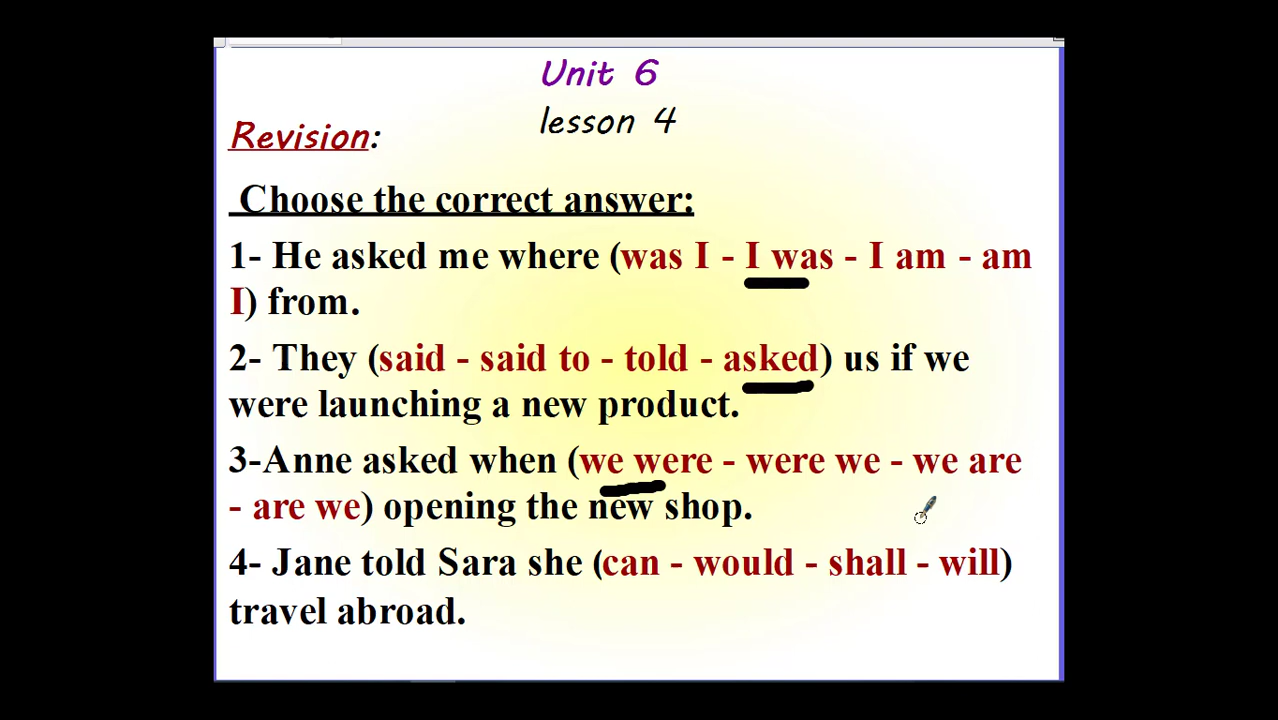 Unit 6
lesson 4
Revision:
Choose the correct answer:
1- He asked me where (was I - I was - I am - am
I) from.
2- They (said - said to - told - asked) us if we
were launching a new product.
3-Anne asked when (we were - were we - we are
- are we) opening the new shop.
4- Jane told Sara she (can - would - shall - will)
travel abroad.